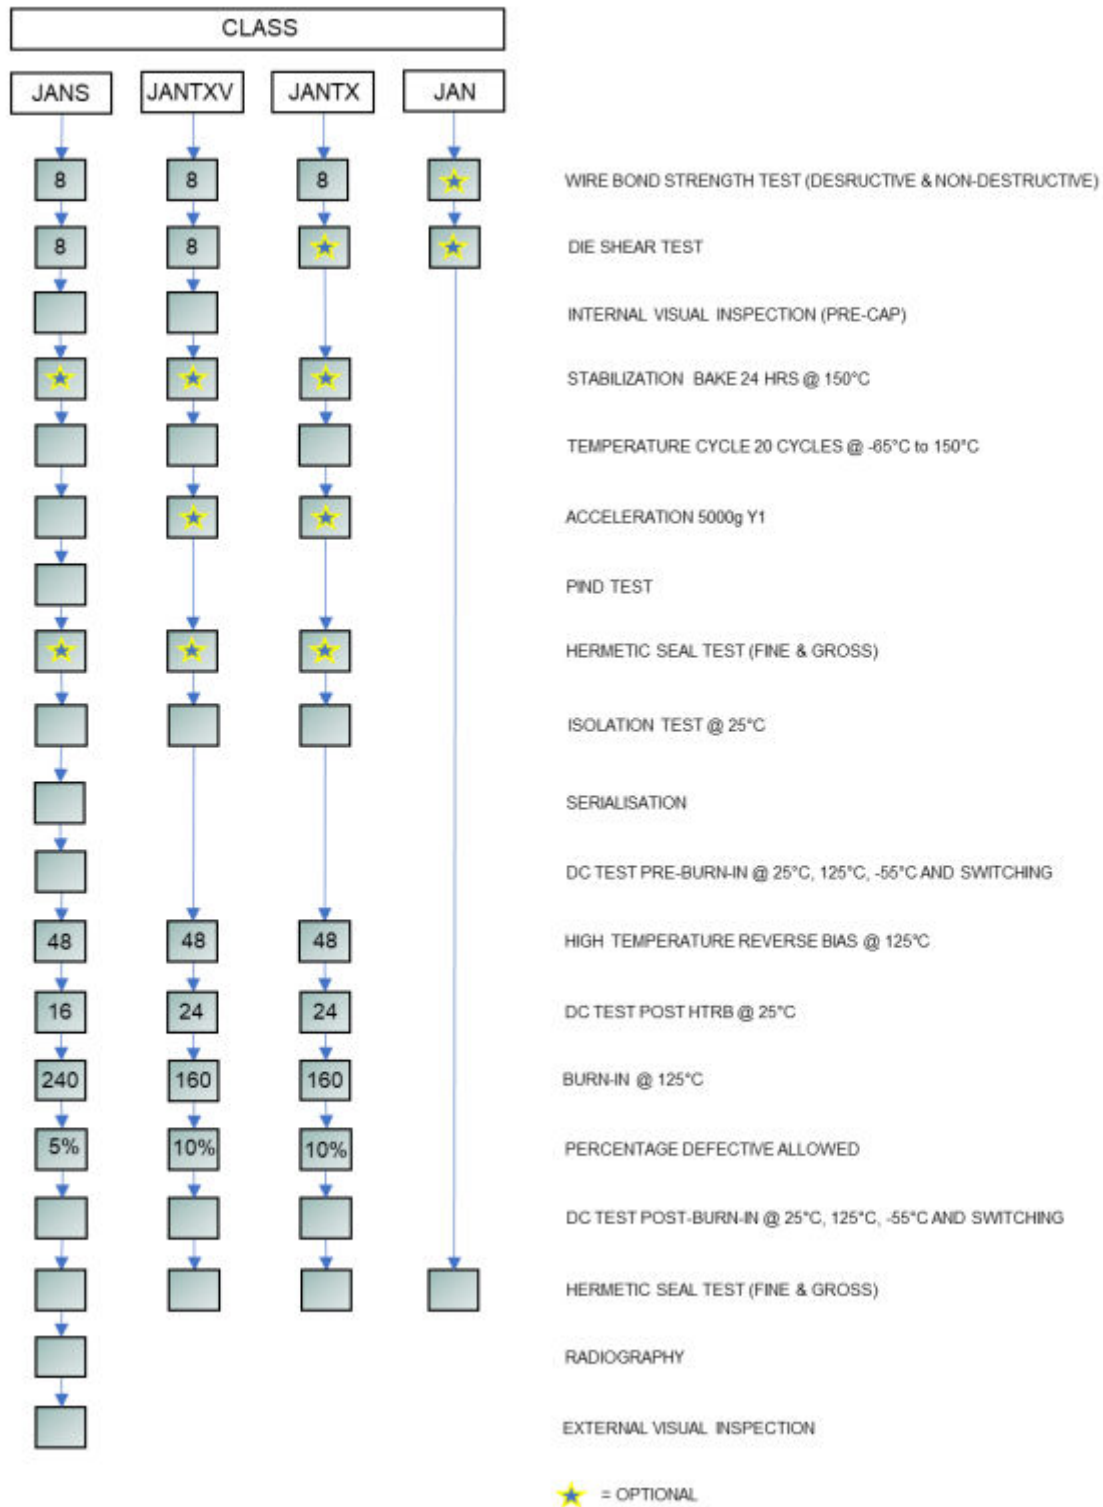 CLASS
JANS JANTXV JANTX JAN
8 8 8 WIRE BOND STRENGTH TEST (DESRUCTIVE & NON-DESTRUCTIVE)
8 8 DIE SHEAR TEST
INTERNAL VISUAL INSPECTION (PRE-CAP)
STABILIZATION BAKE 24 HRS @ 150°C
TEMPERATURE CYCLE 20 CYCLES @ -65°C to 150°C
ACCELERATION 5000g Y1
PIND TEST
HERMETIC SEAL TEST (FINE & GROSS)
ISOLATION TEST @ 25°C
SERIALISATION
DC TEST PRE-BURN-IN @ 25°C, 125°C, -55°C AND SWITCHING
48 48 48 HIGH TEMPERATURE REVERSE BIAS @ 125°C
16 24 24 DC TEST POST HTRB @ 25°C
240 160 160 BURN-IN @ 125°C
5% 10% 10% PERCENTAGE DEFECTIVE ALLOWED
DC TEST POST-BURN-IN @ 25°C, 125°C, -55°C AND SWITCHING
HERMETIC SEAL TEST (FINE & GROSS)
RADIOGRAPHY
EXTERNAL VISUAL INSPECTION
= OPTIONAL